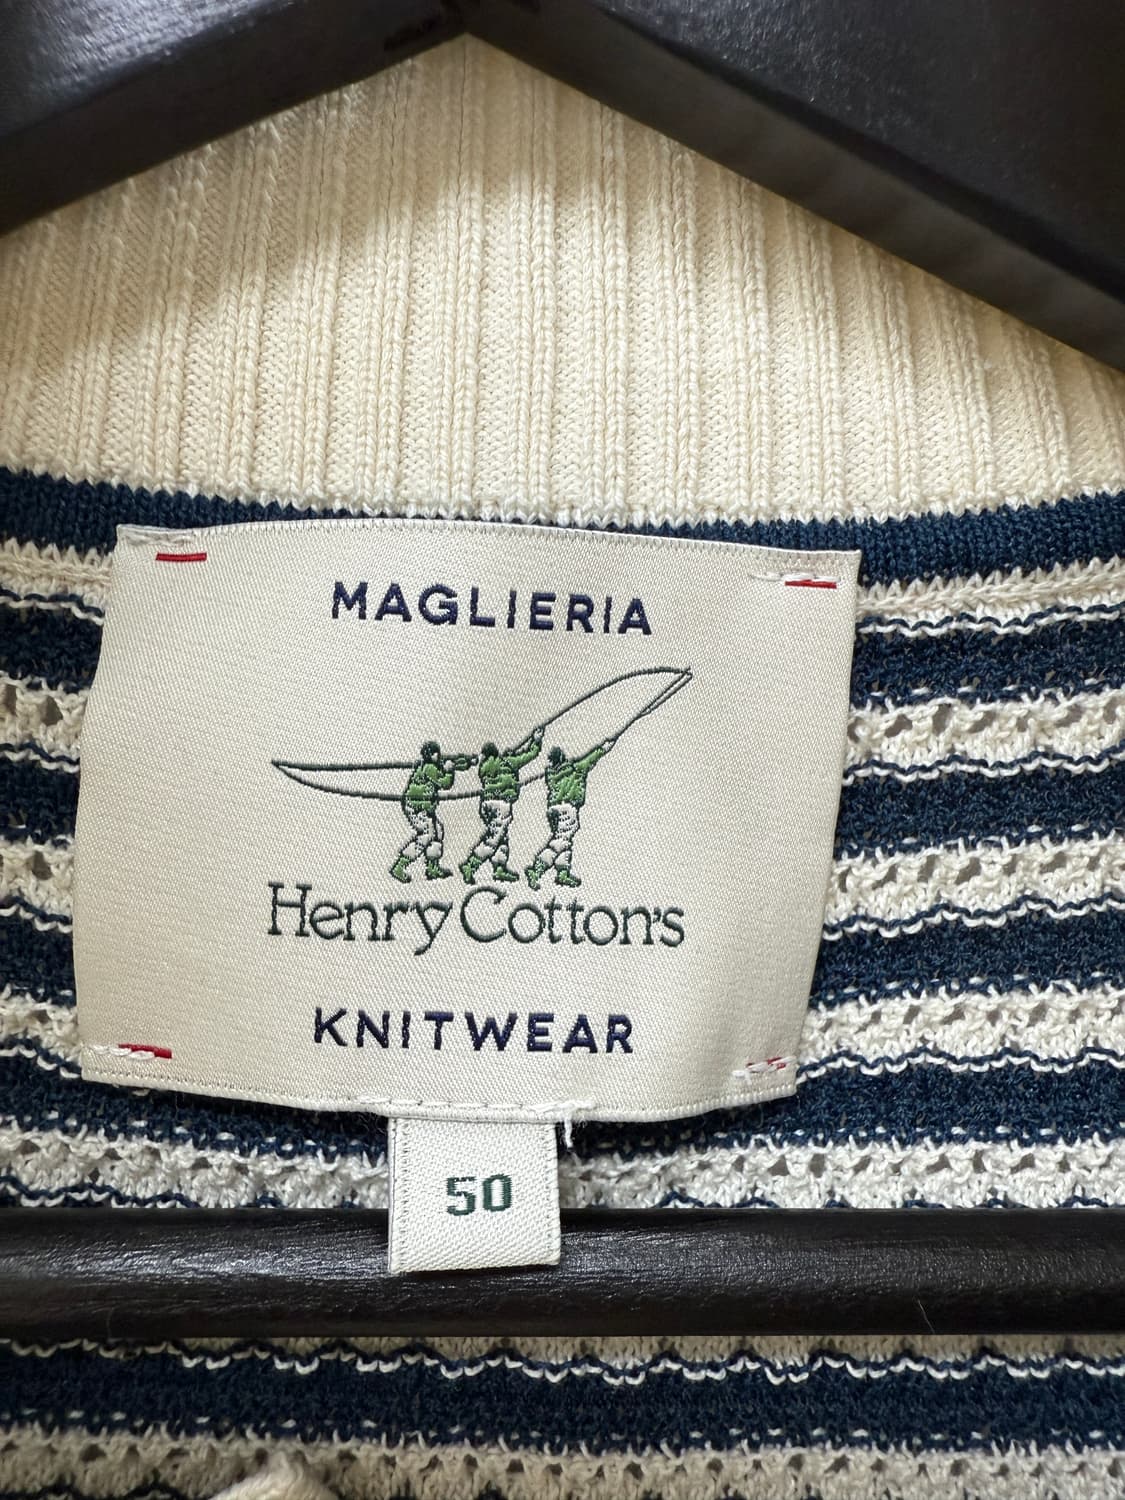 MAGLIERIA
Henry Cotton's
KNITWEAR
50